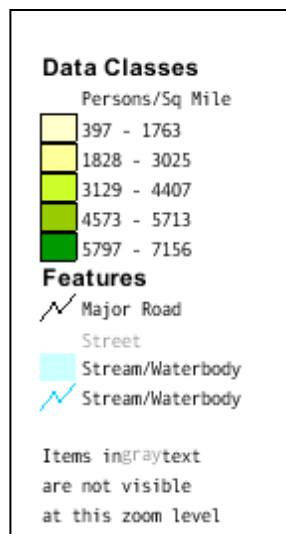 Data Classes
Persons/Sq Mile
397 - 1763
1828 - 3025
3129 - 4407
4573 - 5713
5797 - 7156
Features
Major Road
Street
Stream/Waterbody
Stream/Waterbody
Items in gray text
are not visible
at this zoom level